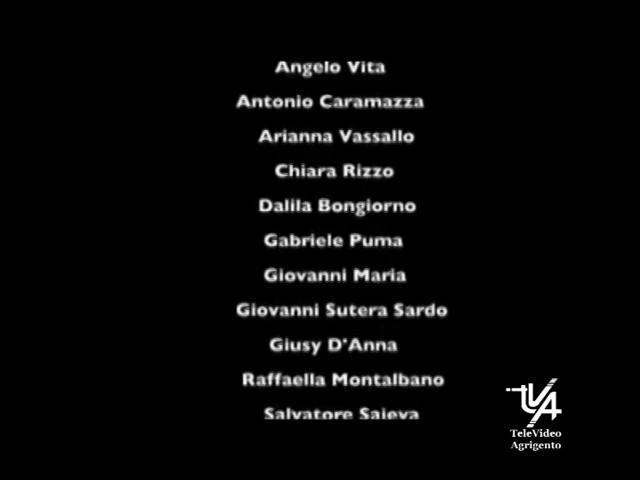 Angelo Vita
Antonio Caramazza
Arianna Vassallo
Chiara Rizzo
Dalila Bongiorno
Gabriele Puma
Giovanni Maria
Giovanni Sutera Sardo
Giusy D'Anna
Raffaella Montalbano
Salvatore Saieva
TVA
TeleVideo
Agrigento